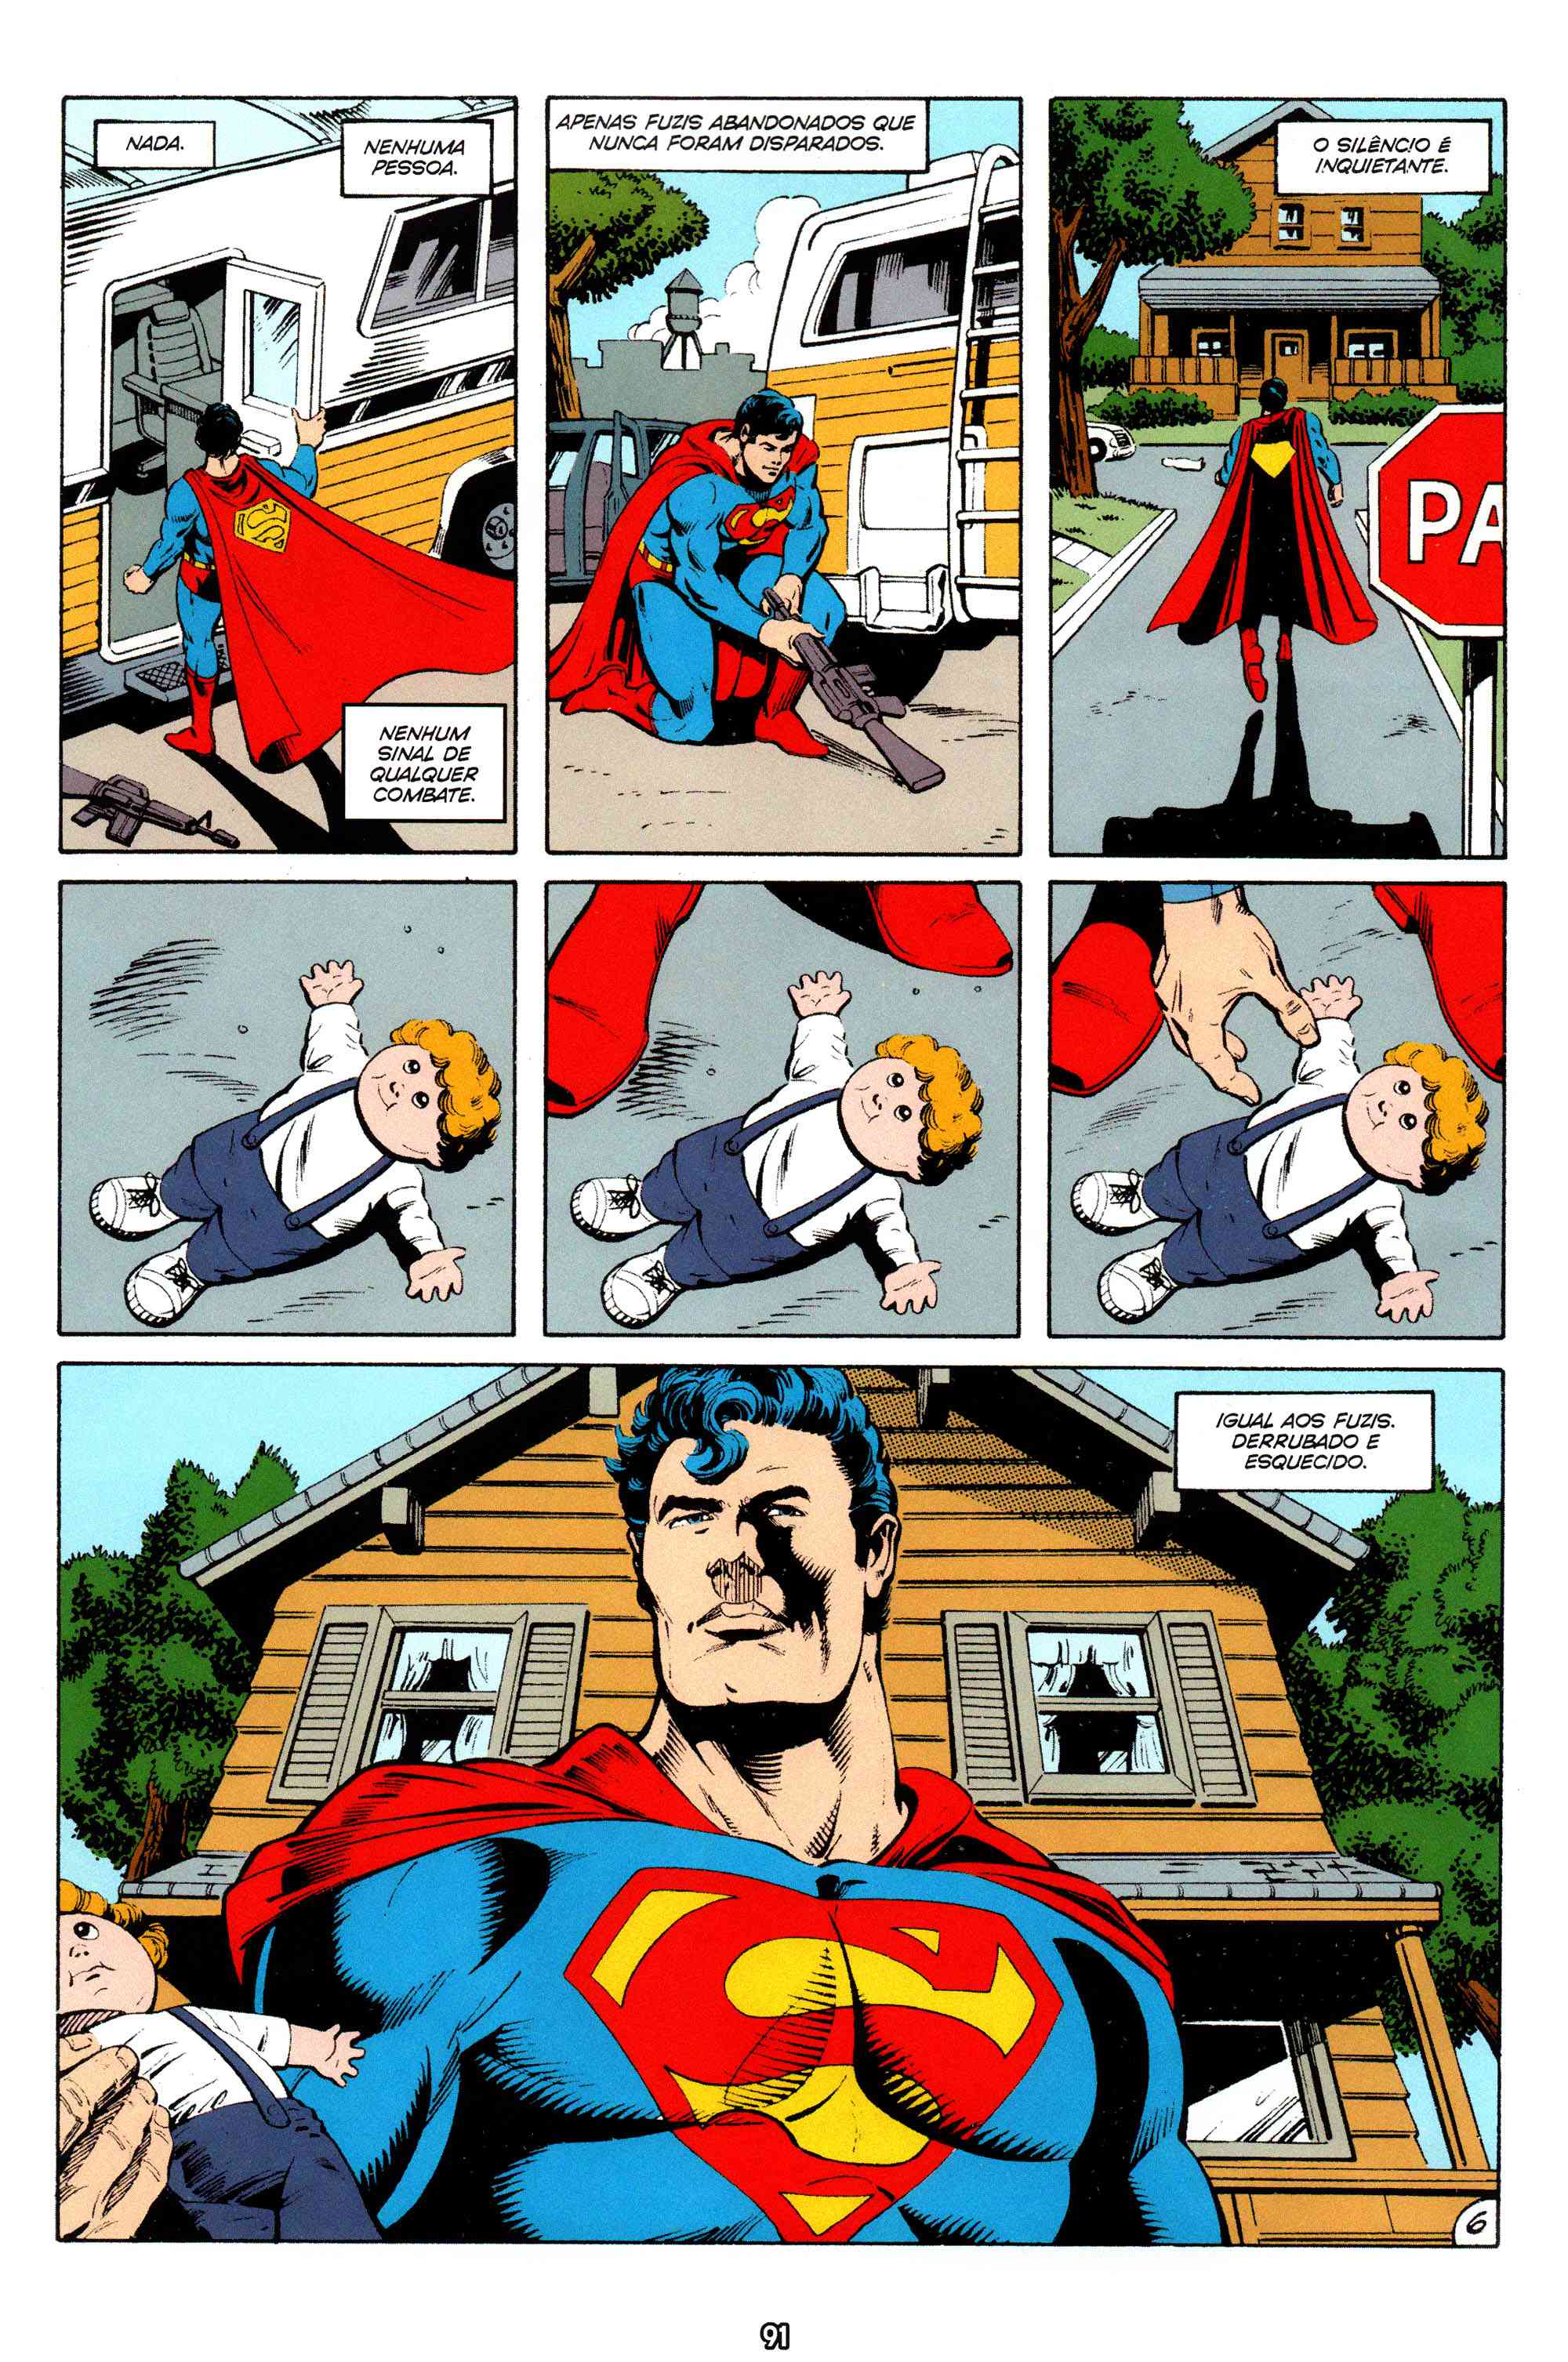 NADA.
NENHUMA
PESSOA.
NENHUM
SINAL DE
QUALQUER
COMBATE.
APENAS FUZIS ABANDONADOS QUE
NUNCA FORAM DISPARADOS.
O SILÊNCIO É
INQUIETANTE.
PA
IGUAL AOS FUZIS.
DERRUBADO E
ESQUECIDO.
6
91